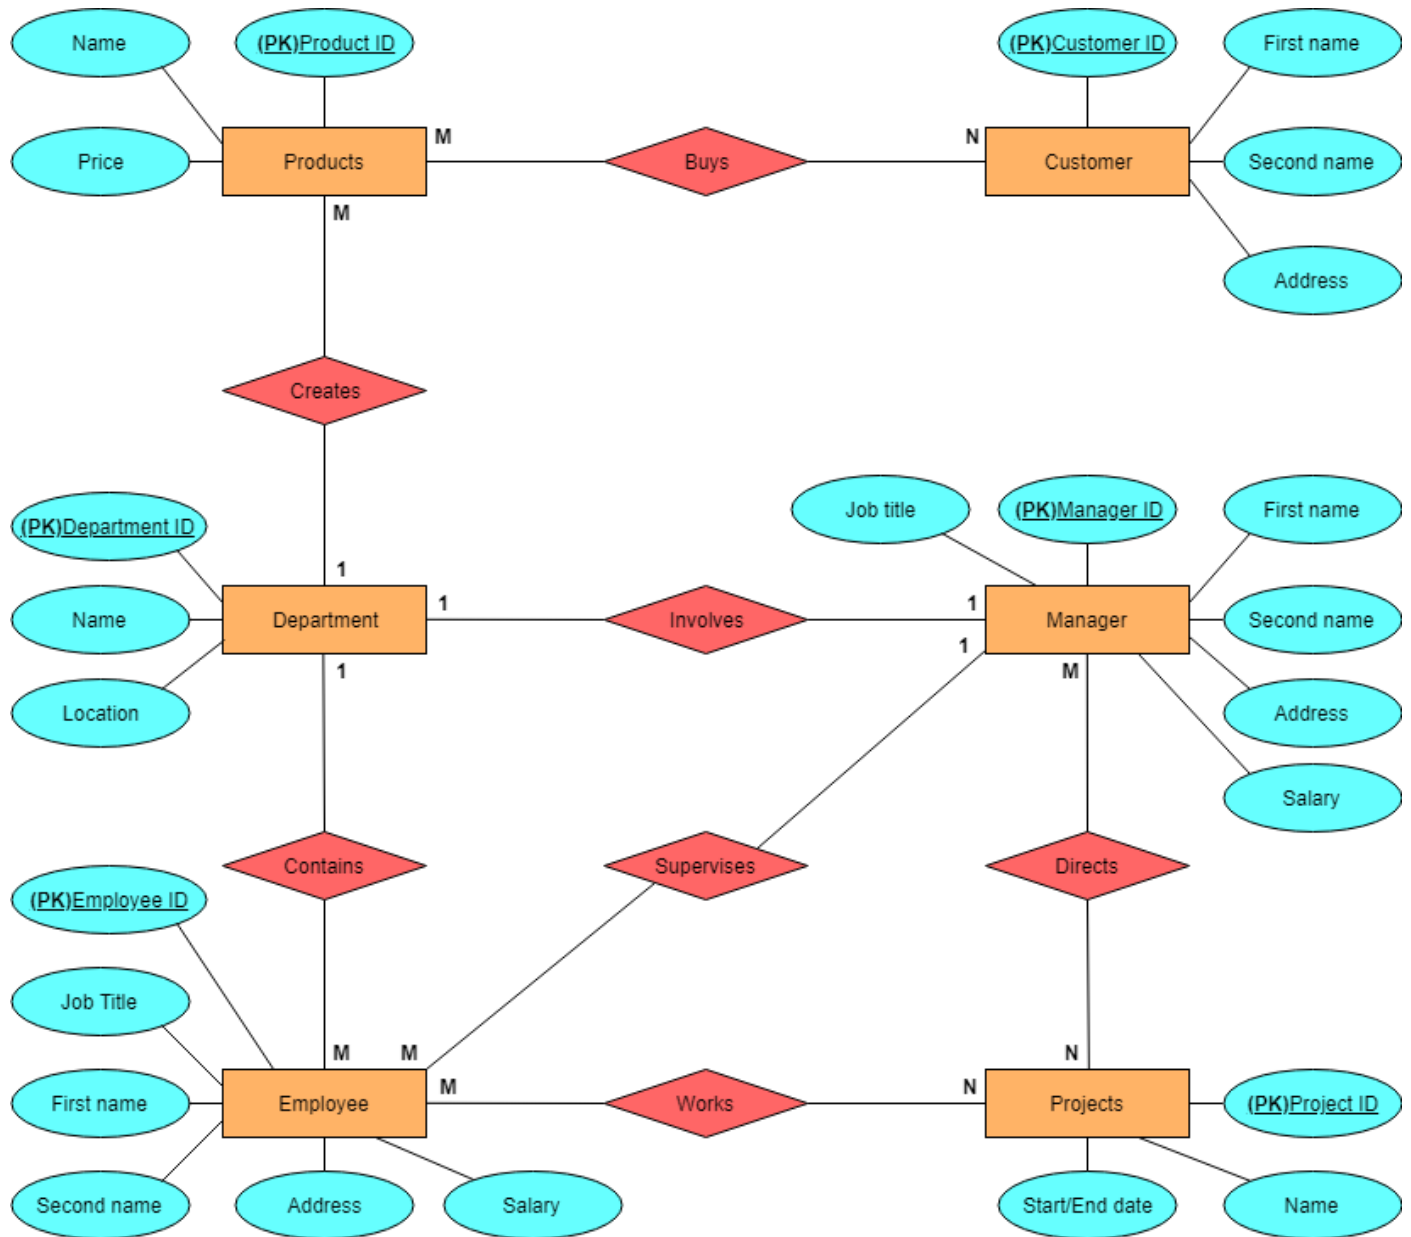 Name
(PK)Product ID
(PK)Customer ID
First name
M
N
Price
Products
Buys
Customer
Second name
M
Address
Creates
Job title
(PK)Manager ID
First name
(PK)Department ID
1
1
1
Name
Department
Involves
Manager
Second name
1
1
M
Location
Address
Salary
Contains
Supervises
Directs
(PK)Employee ID
Job Title
M
M
N
M
N
First name
Employee
Works
Projects
(PK)Project ID
Second name
Address
Salary
Start/End date
Name